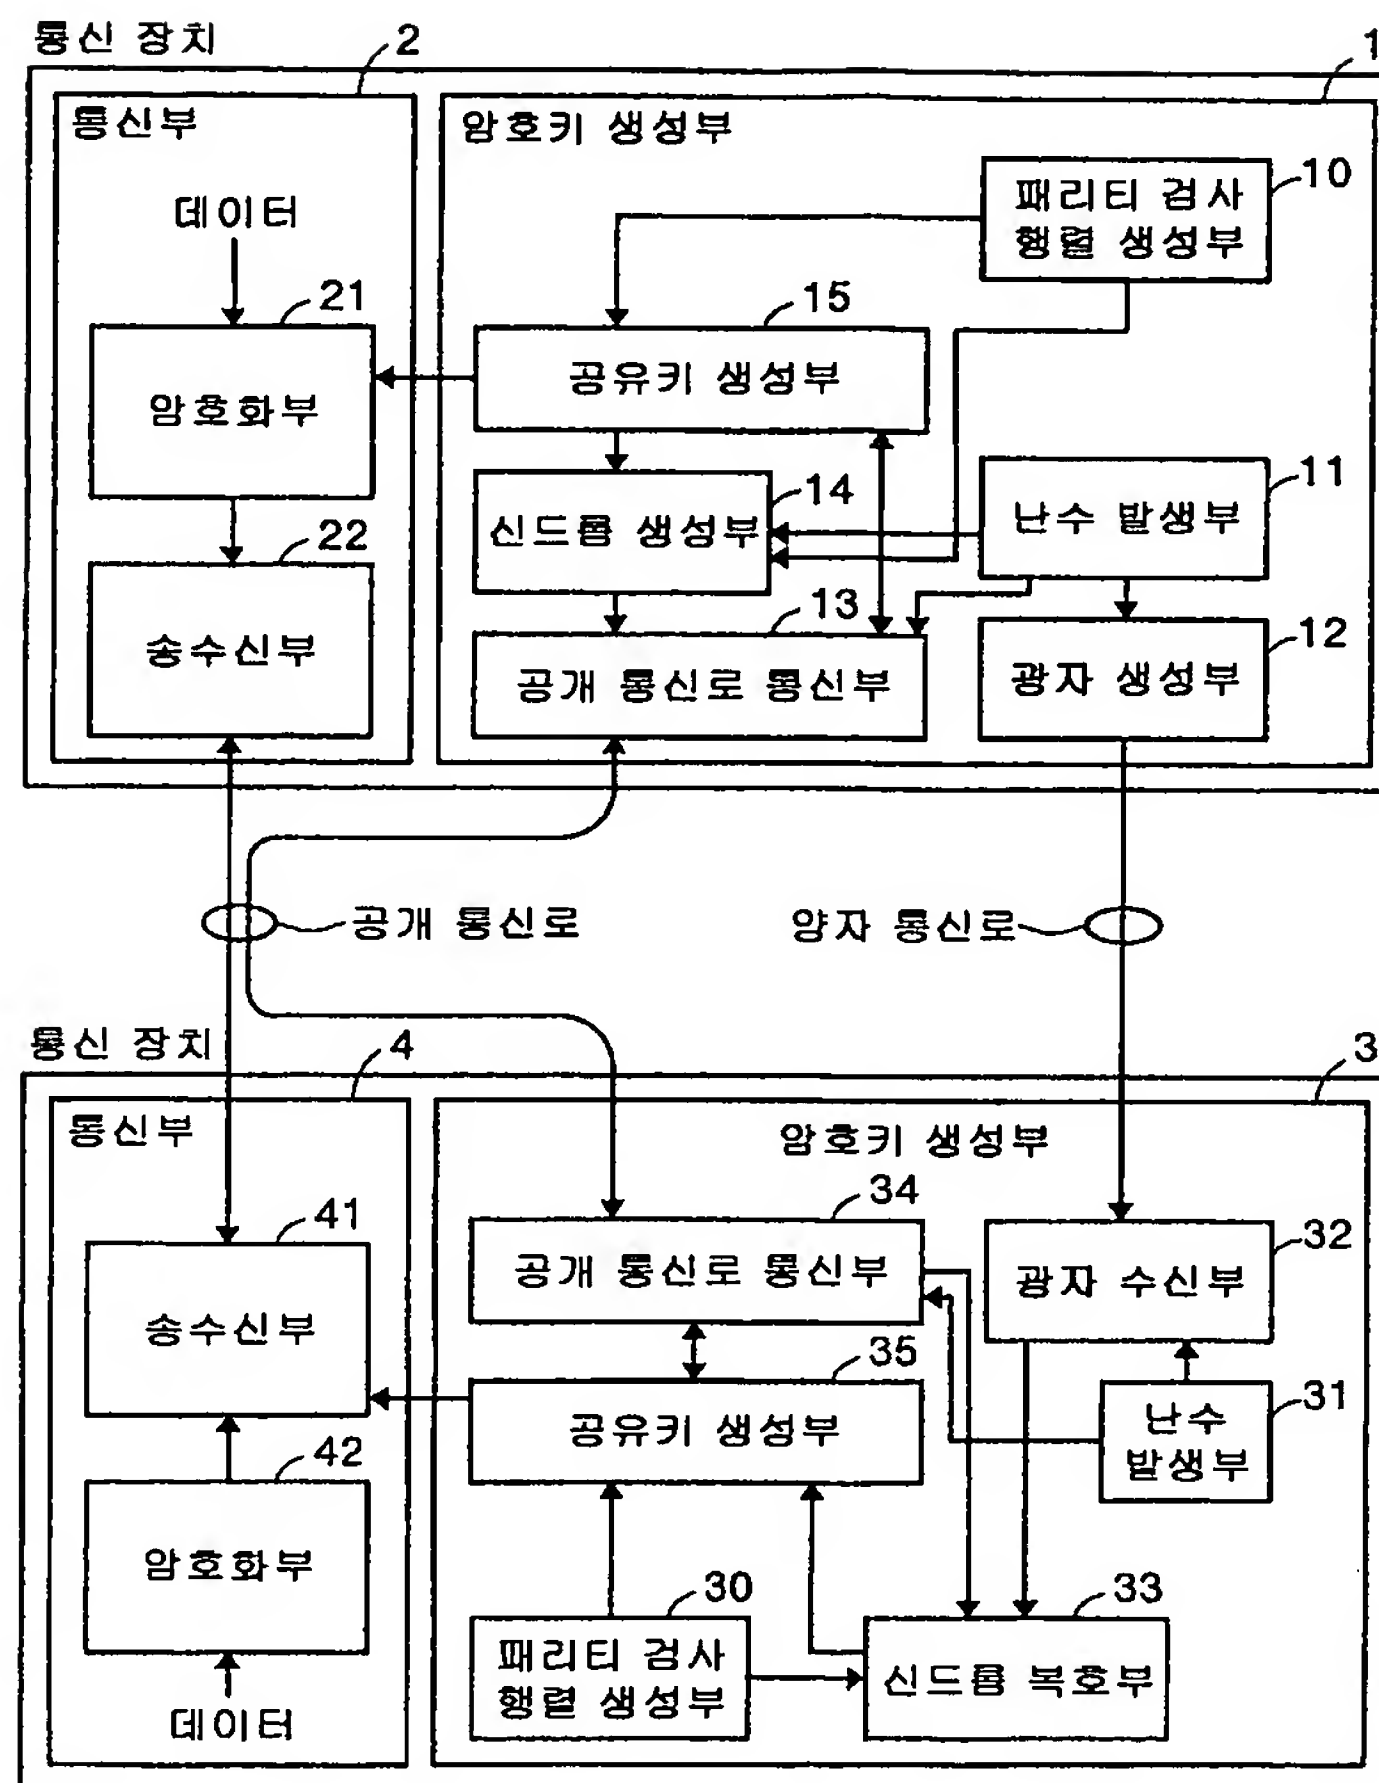 통신 장치
2
1
통신부
암호키 생성부
데이터
패리티 검사
행렬 생성부
10
21
15
암호화부
공유키 생성부
14
11
신드롬 생성부
난수 발생부
22
13
12
송수신부
공개 통신로 통신부
광자 생성부
공개 통신로
양자 통신로
통신 장치
4
3
통신부
암호키 생성부
41
34
32
송수신부
공개 통신로 통신부
광자 수신부
35
31
공유키 생성부
난수
발생부
42
암호화부
30
33
패리티 검사
행렬 생성부
신드롬 복호부
데이터